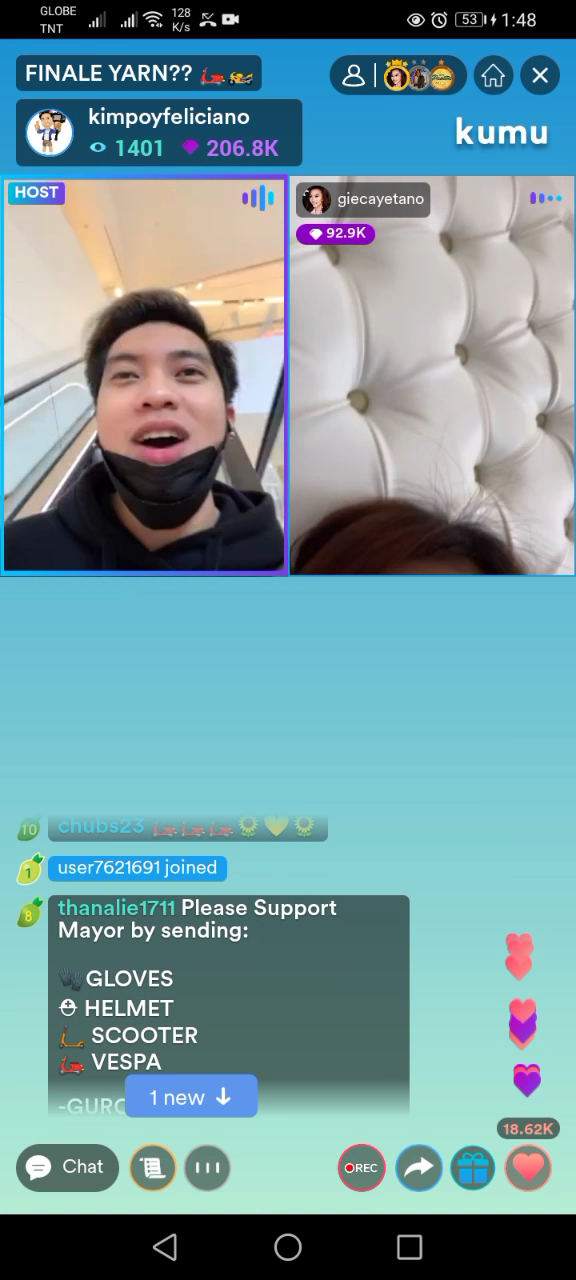 GLOBE
TNT
128
K/s
53
1:48
FINALE YARN??
kimpoyfeliciano
1401
206.8K
kumu
HOST
giecayetano
92.9K
10
chubs23
1
user7621691 joined
8
thanalie1711 Please Support
Mayor by sending:
GLOVES
HELMET
SCOOTER
VESPA
1 new
18.62K
Chat
REC